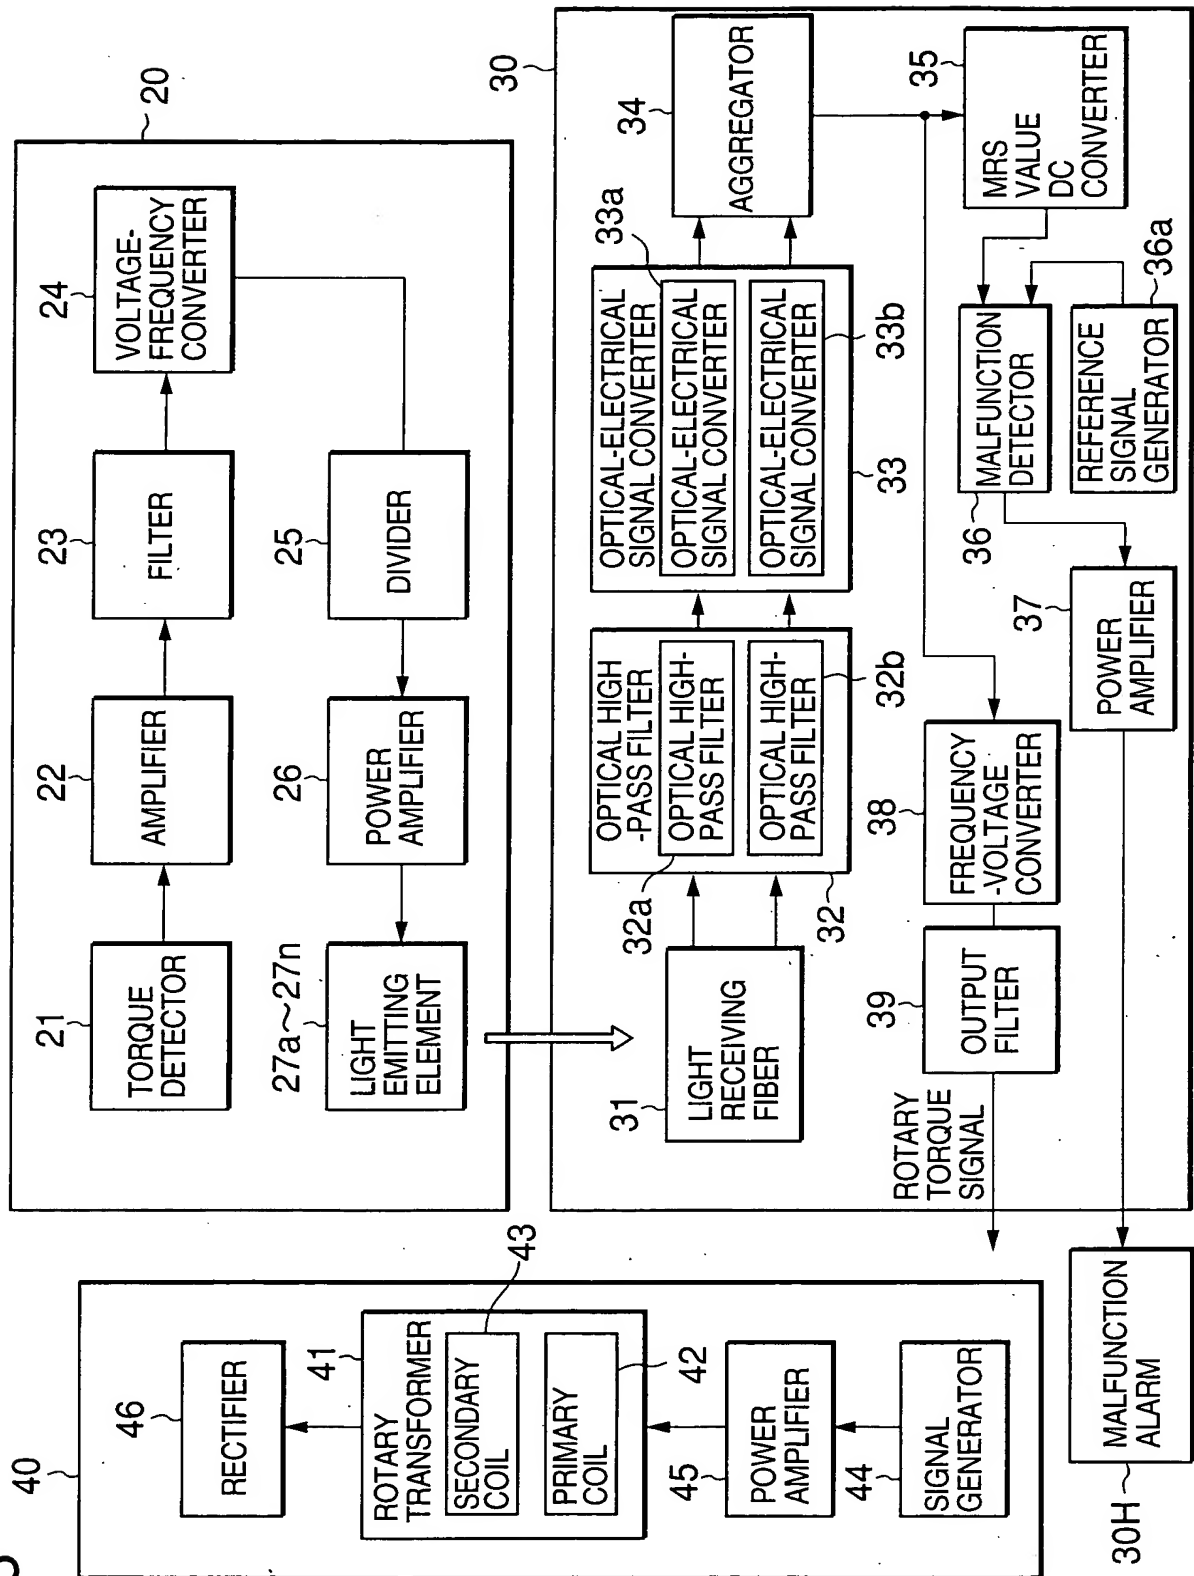 40
46
RECTIFIER
41
ROTARY
TRANSFORMER
SECONDARY
COIL
43
PRIMARY
COIL
42
45
POWER
AMPLIFIER
44
SIGNAL
GENERATOR
20
21
TORQUE
DETECTOR
22
AMPLIFIER
23
FILTER
24
VOLTAGE-
FREQUENCY
CONVERTER
27a~27n
LIGHT
EMITTING
ELEMENT
26
POWER
AMPLIFIER
25
DIVIDER
30
31
LIGHT
RECEIVING
FIBER
OPTICAL HIGH
-PASS FILTER
OPTICAL HIGH-
PASS FILTER
32a
OPTICAL HIGH-
PASS FILTER
32b
32
OPTICAL-ELECTRICAL
SIGNAL CONVERTER
OPTICAL-ELECTRICAL
SIGNAL CONVERTER
33a
OPTICAL-ELECTRICAL
SIGNAL CONVERTER
33b
33
34
AGGREGATOR
35
MRS
VALUE
DC
CONVERTER
36
MALFUNCTION
DETECTOR
36a
REFERENCE
SIGNAL
GENERATOR
37
POWER
AMPLIFIER
38
FREQUENCY
-VOLTAGE
CONVERTER
39
OUTPUT
FILTER
ROTARY
TORQUE
SIGNAL
MALFUNCTION
ALARM
30H